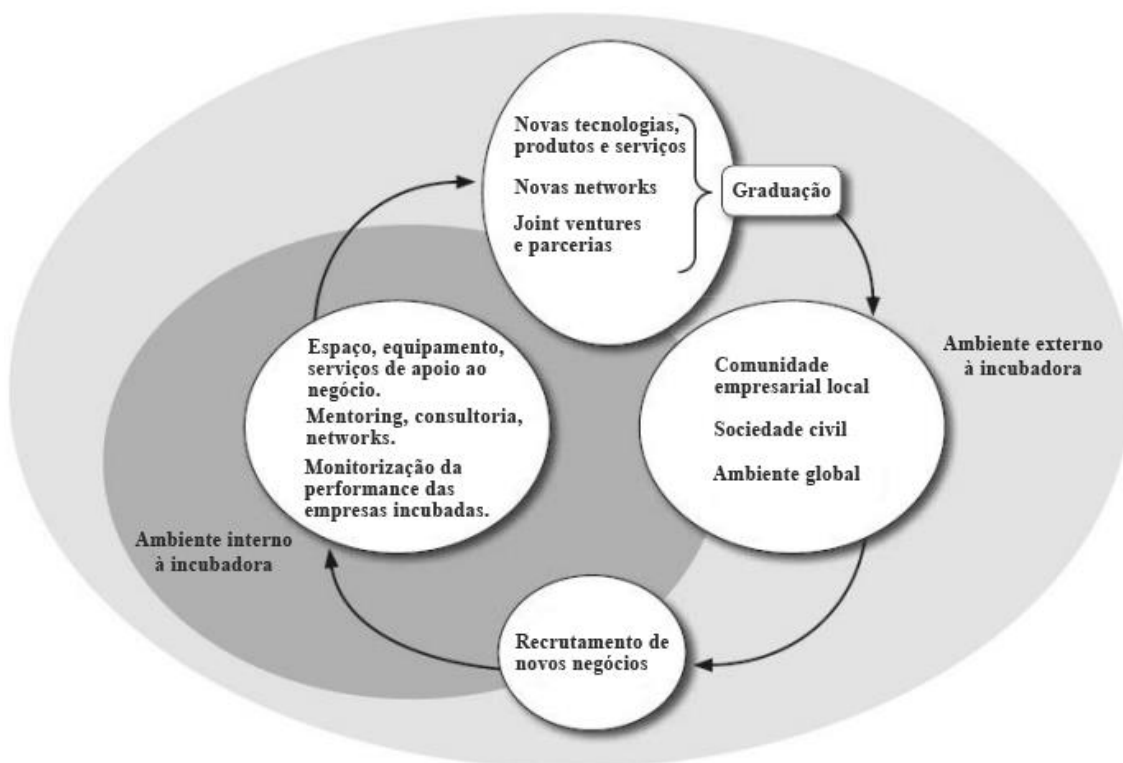 Novas tecnologias,
produtos e serviços
Novas networks
Joint ventures
e parcerias
Graduação
Ambiente externo
à incubadora
Comunidade
empresarial local
Sociedade civil
Ambiente global
Espaço, equipamento,
serviços de apoio ao
negócio.
Mentoring, consultoria,
networks.
Monitorização da
performance das
empresas incubadas.
Ambiente interno
à incubadora
Recrutamento de
novos negócios